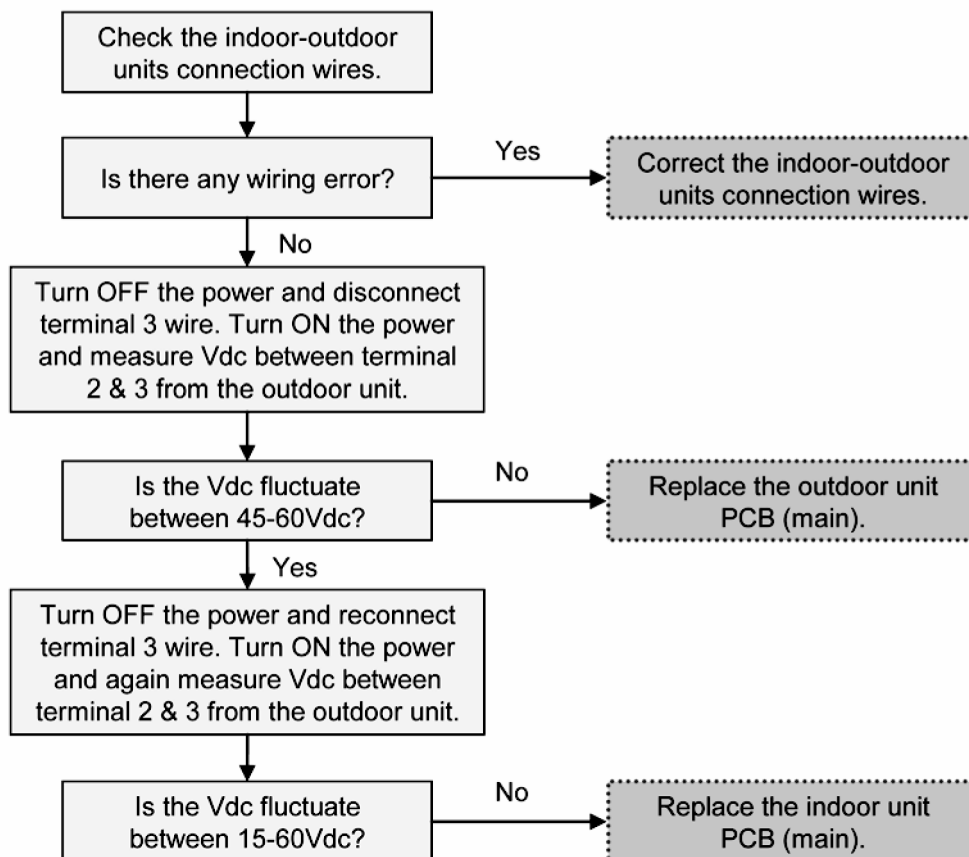 Check the indoor-outdoor
units connection wires.
Is there any wiring error?
Yes
Correct the indoor-outdoor
units connection wires.
No
Turn OFF the power and disconnect
terminal 3 wire. Turn ON the power
and measure Vdc between terminal
2 & 3 from the outdoor unit.
Is the Vdc fluctuate
between 45-60Vdc?
No
Replace the outdoor unit
PCB (main).
Yes
Turn OFF the power and reconnect
terminal 3 wire. Turn ON the power
and again measure Vdc between
terminal 2 & 3 from the outdoor unit.
Is the Vdc fluctuate
between 15-60Vdc?
No
Replace the indoor unit
PCB (main).